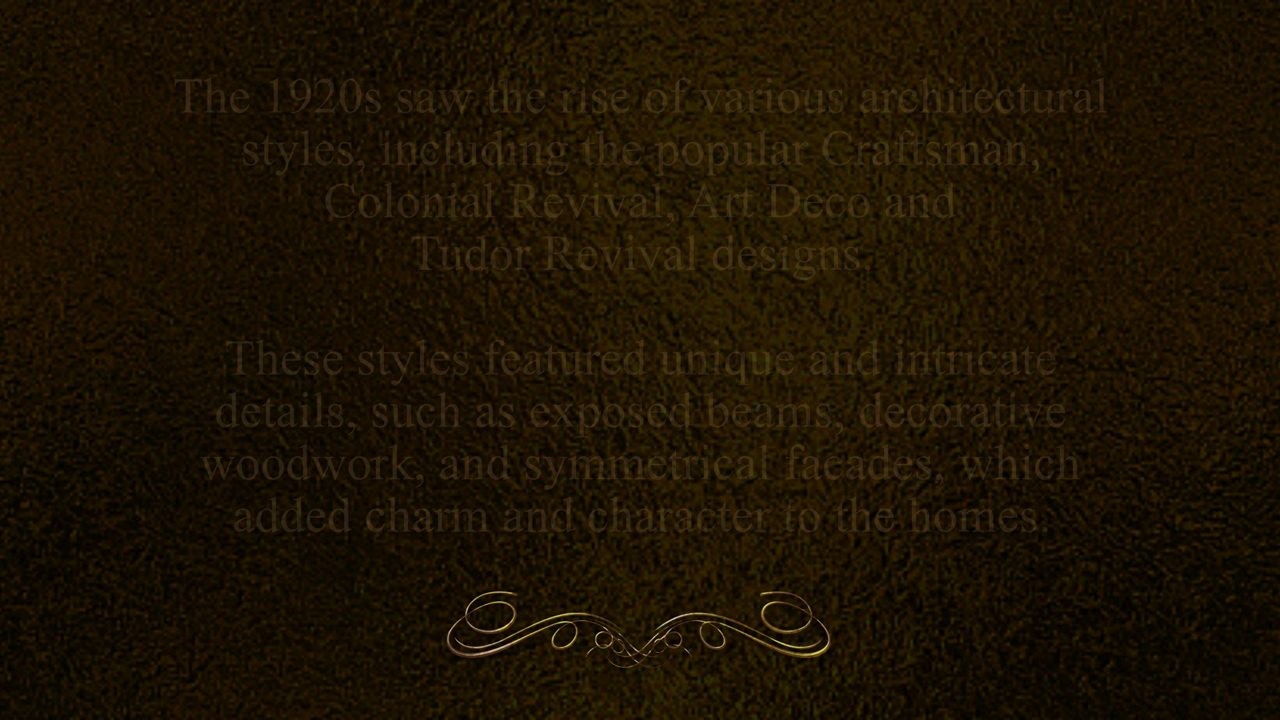 The 1920s saw the rise of various architectural
styles, including the popular Craftsman,
Colonial Revival, Art Deco and
Tudor Revival designs.
These styles featured unique and intricate
details, such as exposed beams, decorative
woodwork, and symmetrical facades, which
added charm and character to the homes.